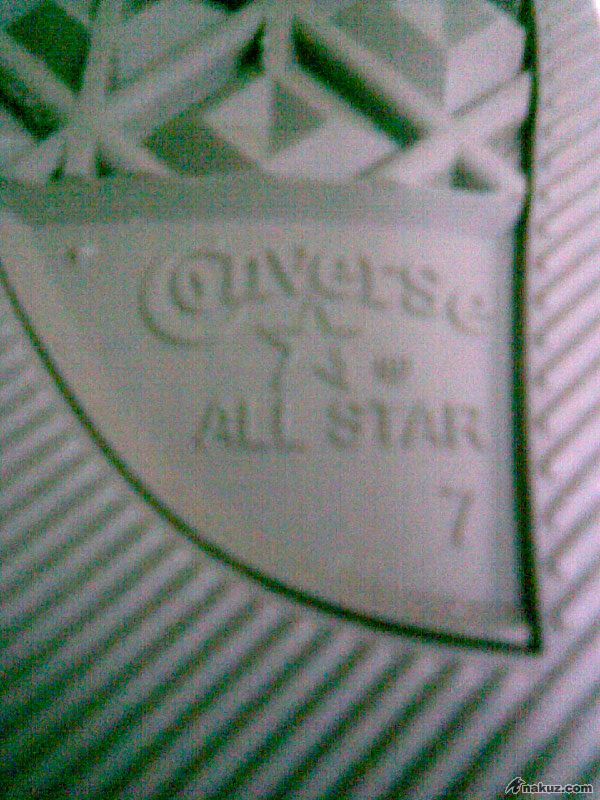 Converse
ALL STAR
7
nakuz.com